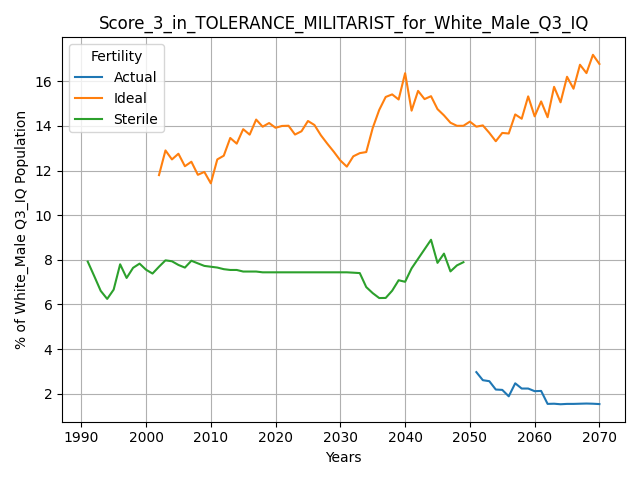 Score_3_in_TOLERANCE_MILITARIST_for_White_Male_Q3_IQ
Fertility
Actual
Ideal
Sterile
% of White_Male Q3_IQ Population
16
14
12
10
8
6
4
2
1990 2000 2010 2020 2030 2040 2050 2060 2070
Years